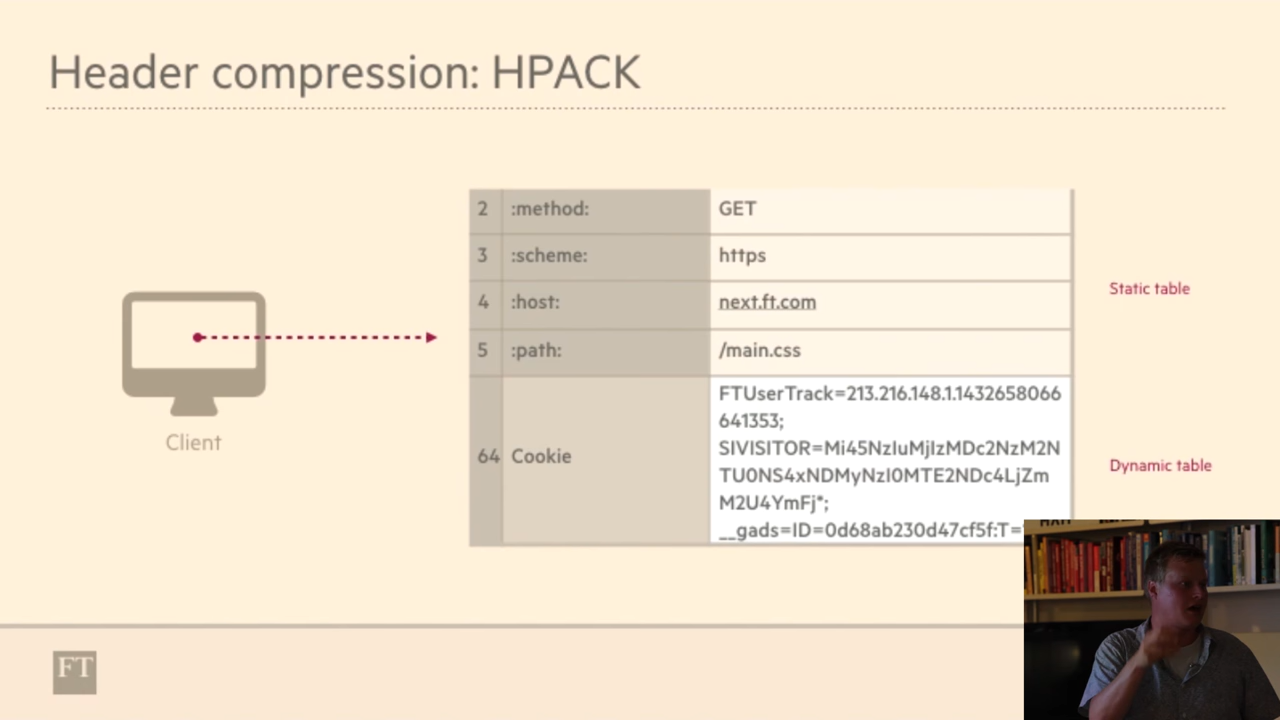 Header compression: HPACK
2 :method: GET
3 :scheme: https
4 :host: next.ft.com
5 :path: /main.css
Static table
Client
64 Cookie
FTUserTrack=213.216.148.1.1432658066
641353;
SIVISITOR=Mi45NzIuMjIzMDc2NzM2N
TU0NS4xNDMyNzI0MTE2NDc4LjZm
M2U4YmFj*;
__gads=ID=0d68ab230d47cf5f:T=
Dynamic table
FT